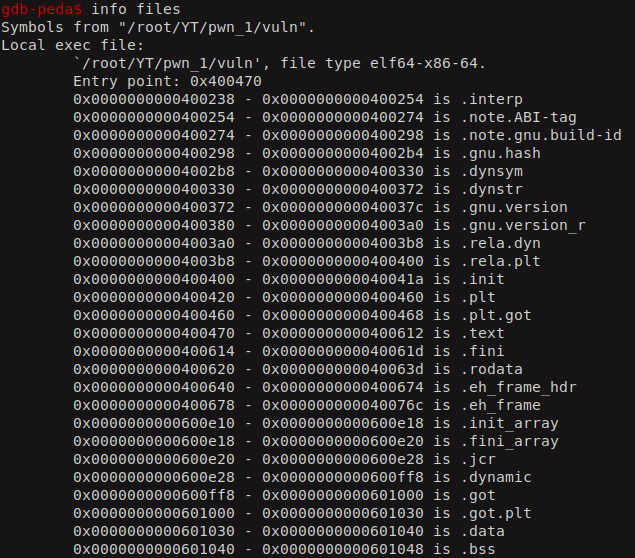 gdb-peda$ info files
Symbols from "/root/YT/pwn_1/vuln".
Local exec file:
`/root/YT/pwn_1/vuln', file type elf64-x86-64.
Entry point: 0x400470
0x0000000000400238 - 0x0000000000400254 is .interp
0x0000000000400254 - 0x0000000000400274 is .note.ABI-tag
0x0000000000400274 - 0x0000000000400298 is .note.gnu.build-id
0x0000000000400298 - 0x00000000004002b4 is .gnu.hash
0x00000000004002b8 - 0x0000000000400330 is .dynsym
0x0000000000400330 - 0x0000000000400372 is .dynstr
0x0000000000400372 - 0x000000000040037c is .gnu.version
0x0000000000400380 - 0x00000000004003a0 is .gnu.version_r
0x00000000004003a0 - 0x00000000004003b8 is .rela.dyn
0x00000000004003b8 - 0x0000000000400400 is .rela.plt
0x0000000000400400 - 0x000000000040041a is .init
0x0000000000400420 - 0x0000000000400460 is .plt
0x0000000000400460 - 0x0000000000400468 is .plt.got
0x0000000000400470 - 0x0000000000400612 is .text
0x0000000000400614 - 0x000000000040061d is .fini
0x0000000000400620 - 0x000000000040063d is .rodata
0x0000000000400640 - 0x0000000000400674 is .eh_frame_hdr
0x0000000000400678 - 0x000000000040076c is .eh_frame
0x0000000000600e10 - 0x0000000000600e18 is .init_array
0x0000000000600e18 - 0x0000000000600e20 is .fini_array
0x0000000000600e20 - 0x0000000000600e28 is .jcr
0x0000000000600e28 - 0x0000000000600ff8 is .dynamic
0x0000000000600ff8 - 0x0000000000601000 is .got
0x0000000000601000 - 0x0000000000601030 is .got.plt
0x0000000000601030 - 0x0000000000601040 is .data
0x0000000000601040 - 0x0000000000601048 is .bss